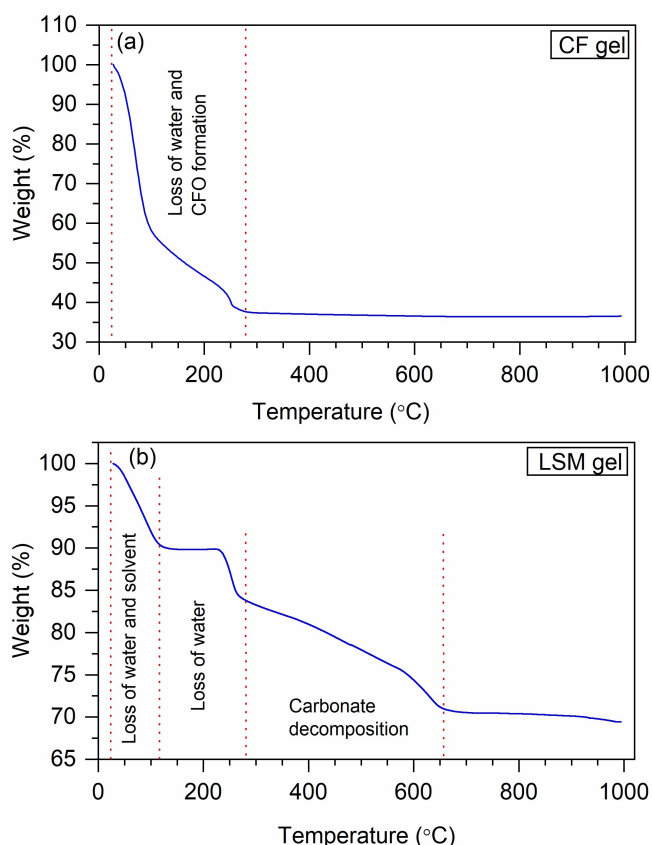 (a)
CF gel
110
100
90
80
70
60
50
40
30
Weight (%)
Loss of water and
CFO formation
0
200
400
600
800
1000
Temperature (°C)
(b)
LSM gel
100
95
90
85
80
75
70
65
Weight (%)
Loss of water and solvent
Loss of water
Carbonate
decomposition
0
200
400
600
800
1000
Temperature (°C)